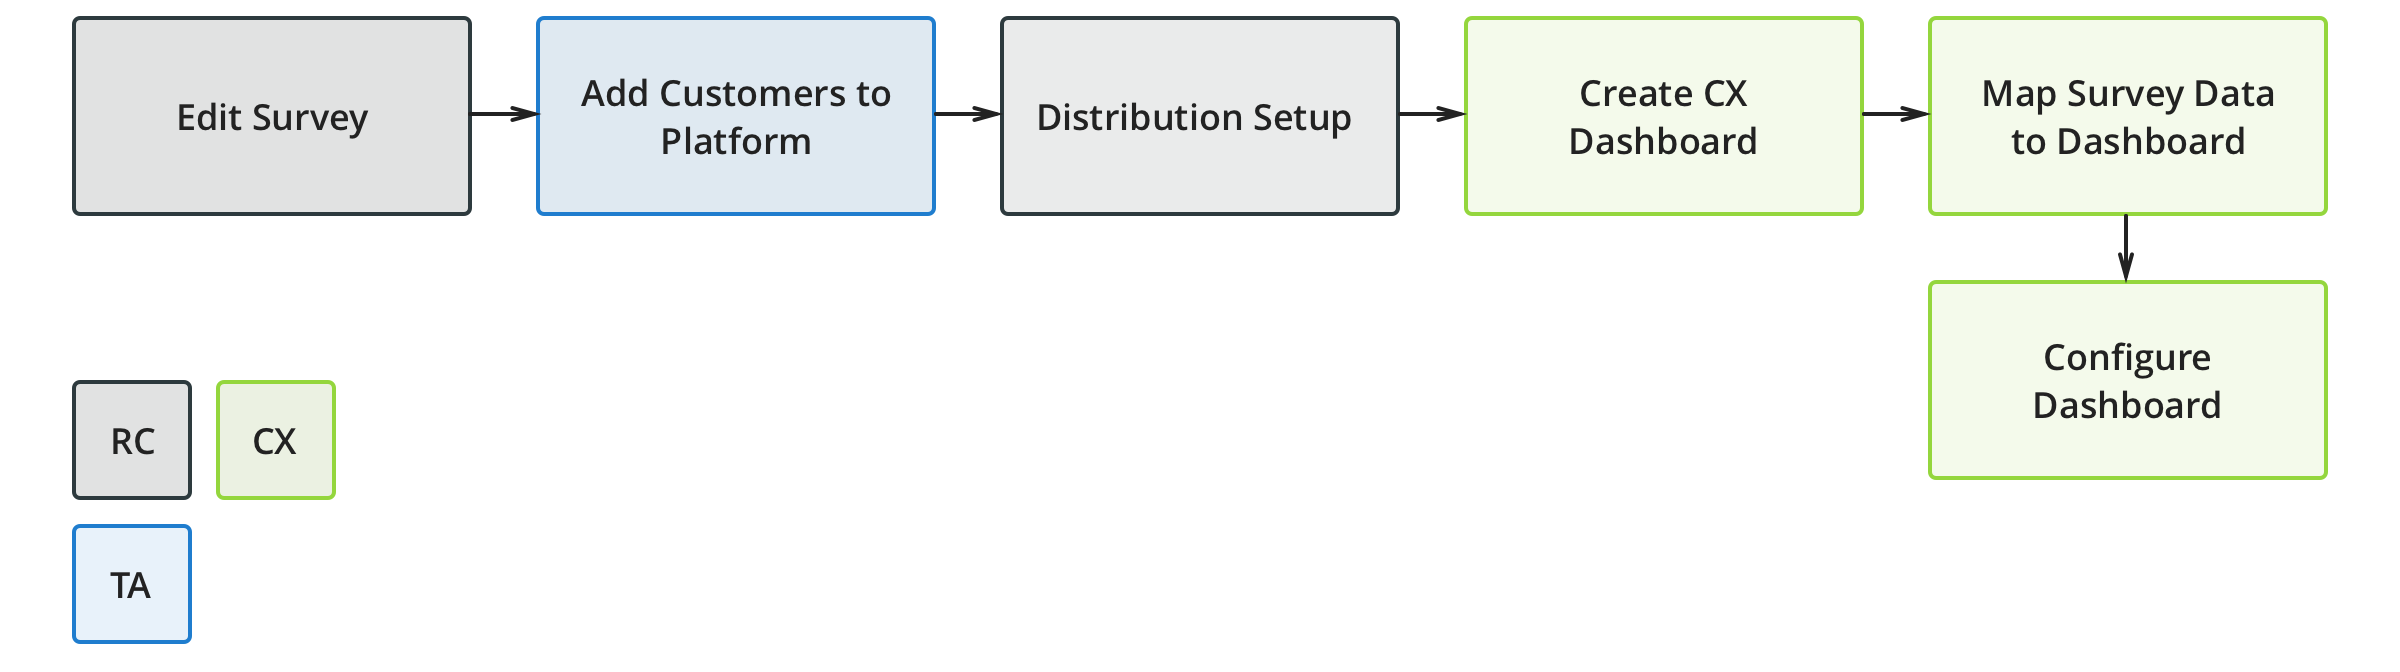 Edit Survey
Add Customers to
Platform
Distribution Setup
Create CX
Dashboard
Map Survey Data
to Dashboard
Configure
Dashboard
RC
CX
TA